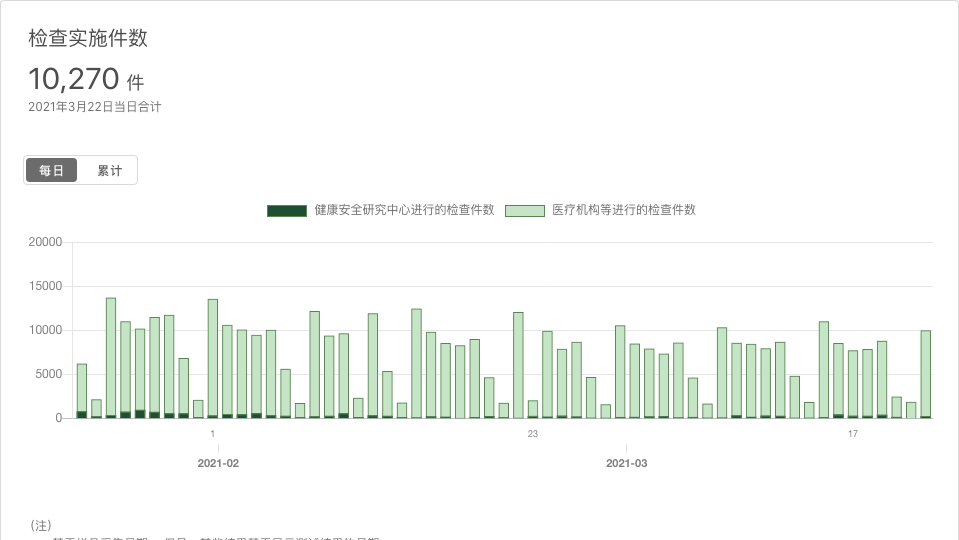 检查实施件数
10,270 件
2021年3月22日当日合计
每日 累计
健康安全研究中心进行的检查件数 医疗机构等进行的检查件数
20000
15000
10000
5000
0
1 23 17
2021-02 2021-03
(注)